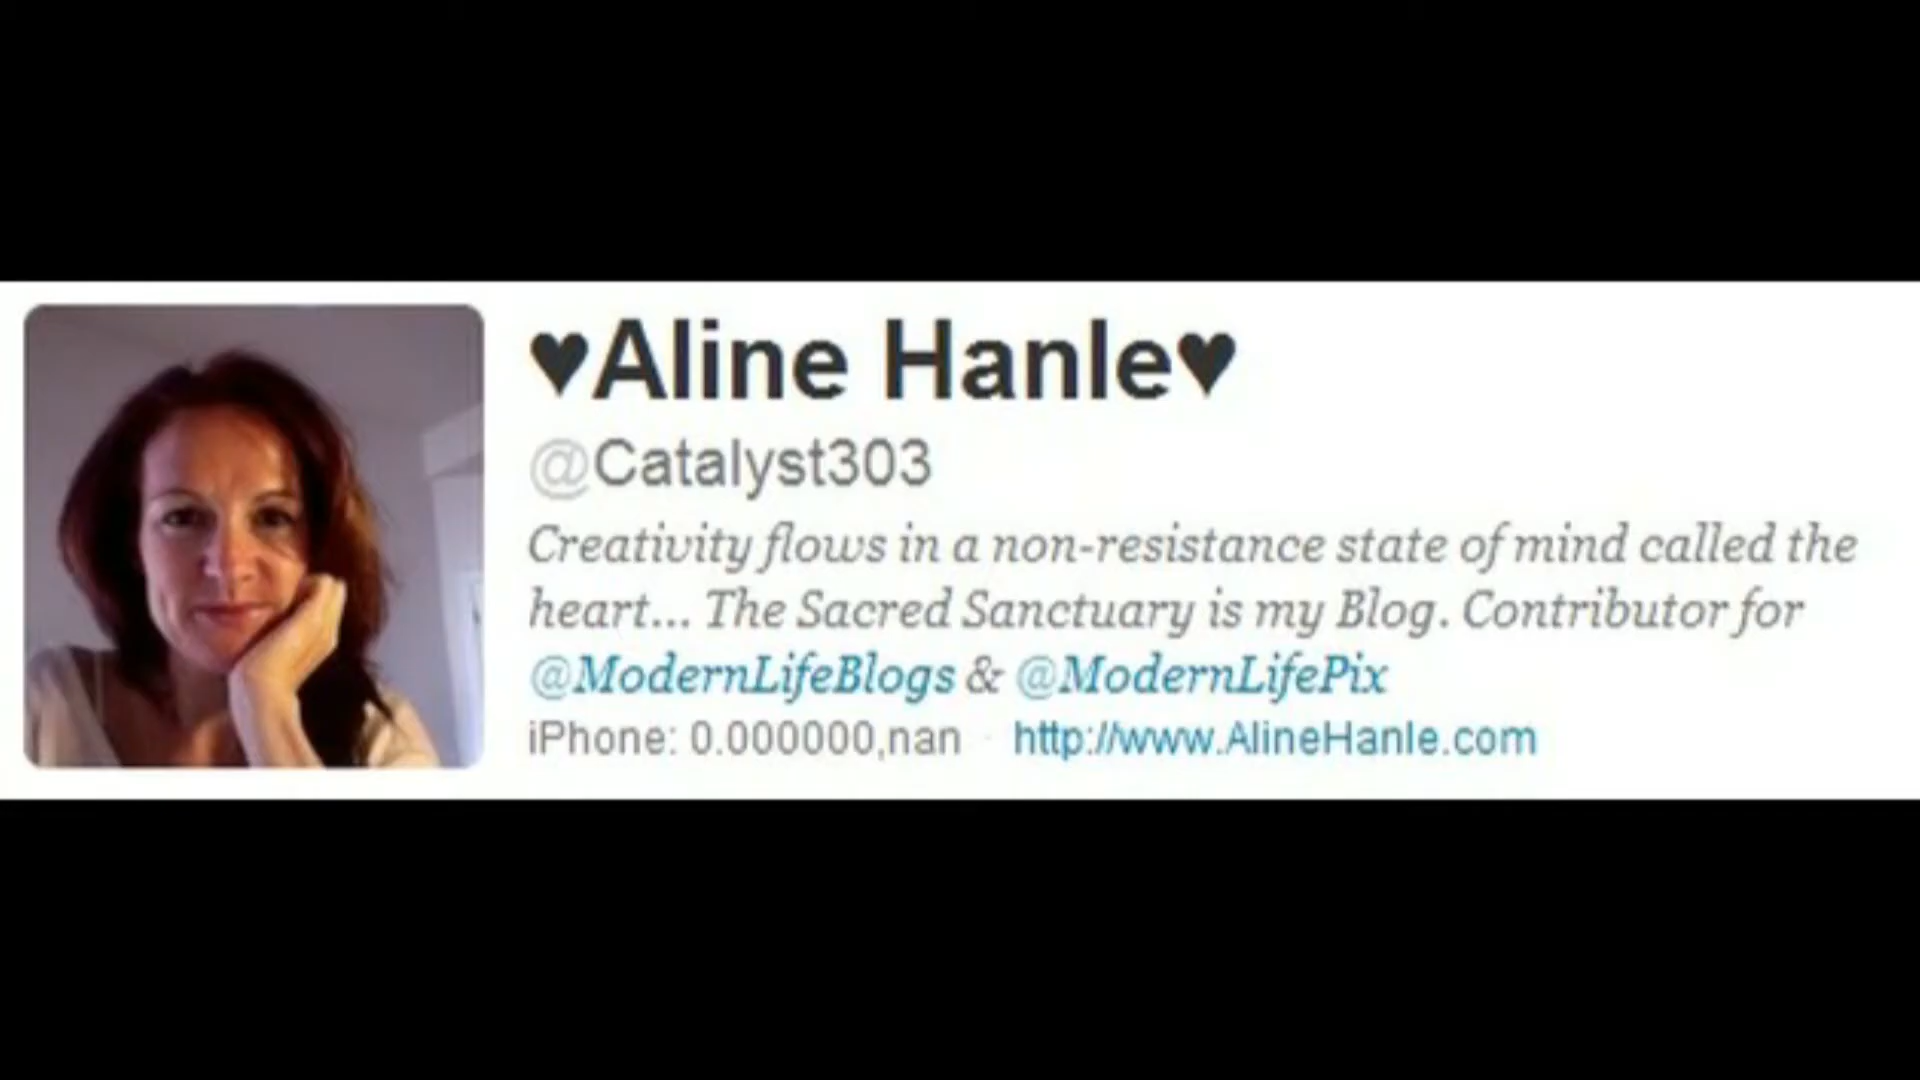 ♥Aline Hanle♥
@Catalyst303
Creativity flows in a non-resistance state of mind called the
heart... The Sacred Sanctuary is my Blog. Contributor for
@ModernLifeBlogs & @ModernLifePix
iPhone: 0.000000,nan · http://www.AlineHanle.com